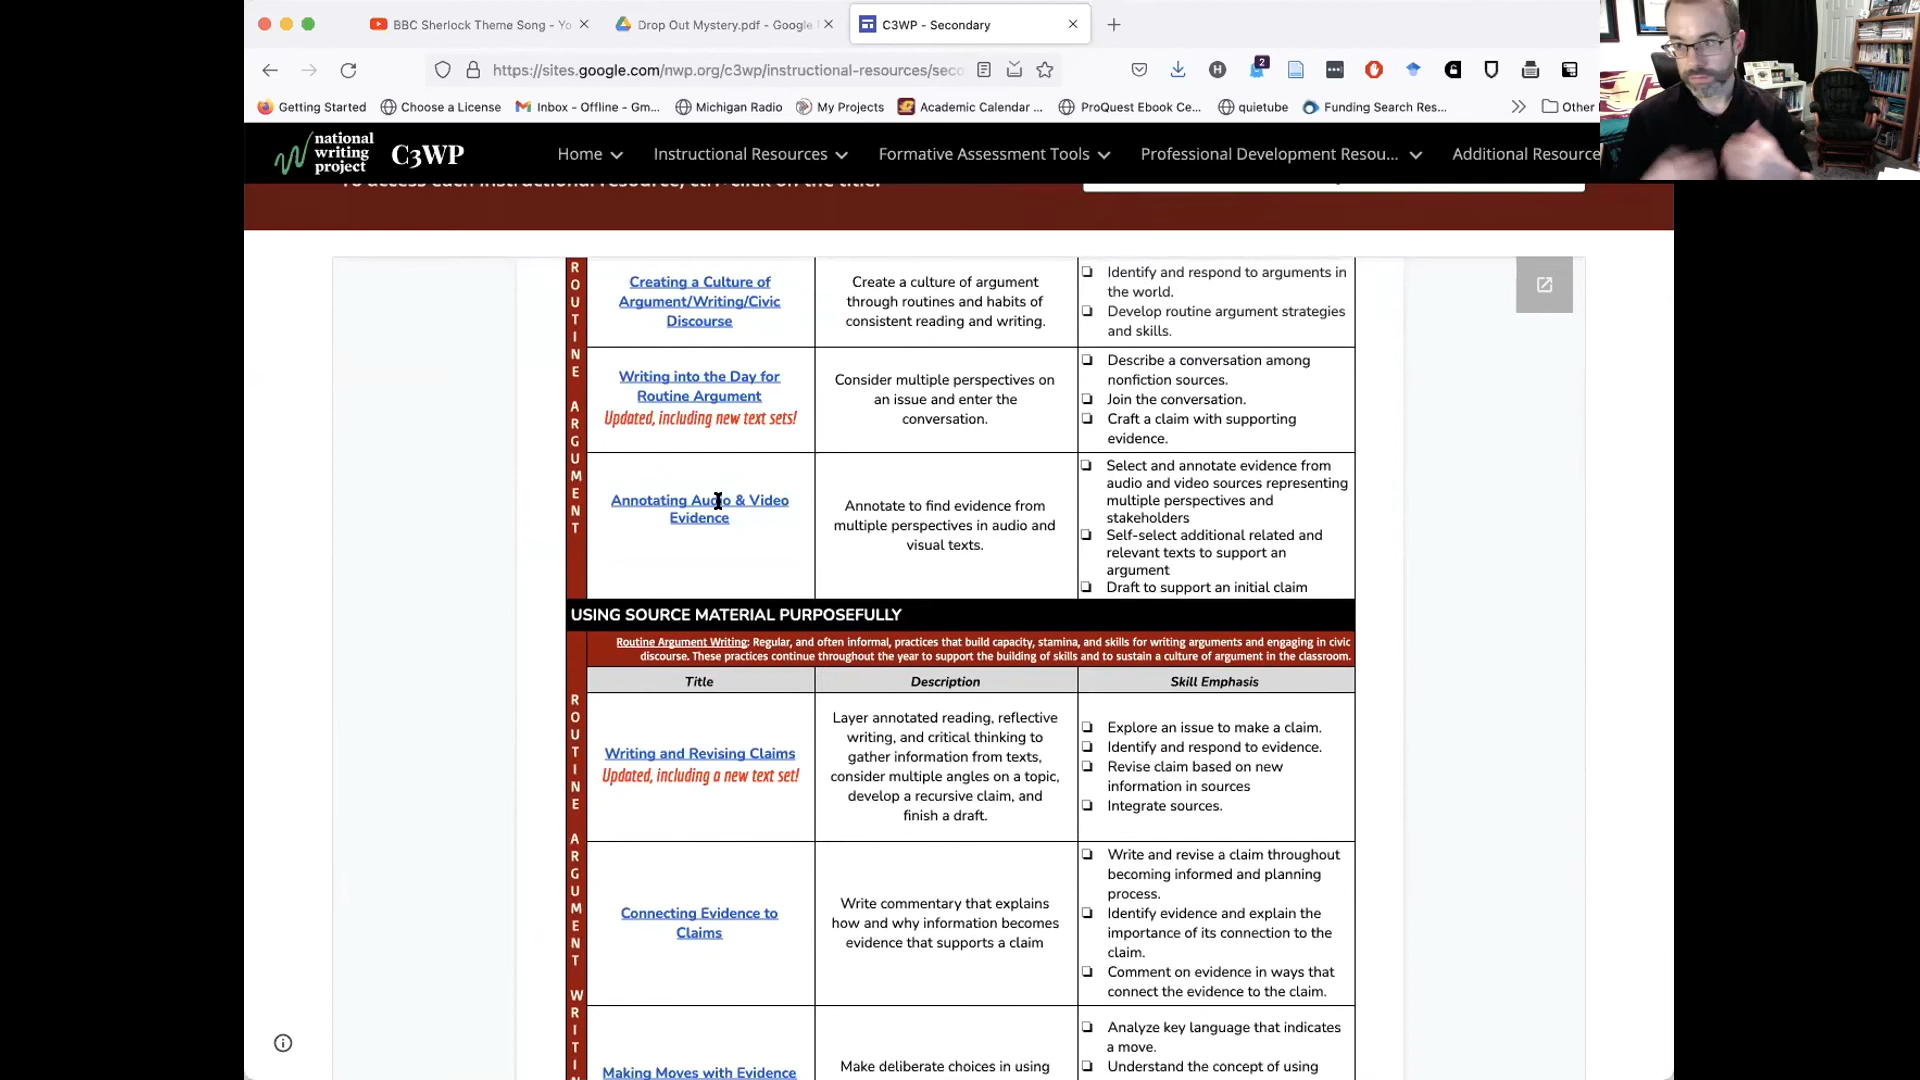 BBC Sherlock Theme Song - Yo
Drop Out Mystery.pdf - Google
C3WP - Secondary
https://sites.google.com/nwp.org/c3wp/instructional-resources/seco
2
Getting Started
Choose a License
Inbox - Offline - Gm...
Michigan Radio
My Projects
Academic Calendar ...
ProQuest Ebook Ce...
quietube
Funding Search Res...
Other
national
writing
project
C3WP
Home
Instructional Resources
Formative Assessment Tools
Professional Development Resou...
Additional Resource
To access each instructional resource, ctrl+click on the title.
ROUTINE ARGUMENT
Creating a Culture of
Argument/Writing/Civic
Discourse
Create a culture of argument
through routines and habits of
consistent reading and writing.
❏ Identify and respond to arguments in
the world.
❏ Develop routine argument strategies
and skills.
Writing into the Day for
Routine Argument
Updated, including new text sets!
Consider multiple perspectives on
an issue and enter the
conversation.
❏ Describe a conversation among
nonfiction sources.
❏ Join the conversation.
❏ Craft a claim with supporting
evidence.
Annotating Audio & Video
Evidence
Annotate to find evidence from
multiple perspectives in audio and
visual texts.
❏ Select and annotate evidence from
audio and video sources representing
multiple perspectives and
stakeholders
❏ Self-select additional related and
relevant texts to support an
argument
❏ Draft to support an initial claim
USING SOURCE MATERIAL PURPOSEFULLY
Routine Argument Writing: Regular, and often informal, practices that build capacity, stamina, and skills for writing arguments and engaging in civic
discourse. These practices continue throughout the year to support the building of skills and to sustain a culture of argument in the classroom.
ROUTINE ARGUMENT WRITIN
Title
Description
Skill Emphasis
Writing and Revising Claims
Updated, including a new text set!
Layer annotated reading, reflective
writing, and critical thinking to
gather information from texts,
consider multiple angles on a topic,
develop a recursive claim, and
finish a draft.
❏ Explore an issue to make a claim.
❏ Identify and respond to evidence.
❏ Revise claim based on new
information in sources
❏ Integrate sources.
Connecting Evidence to
Claims
Write commentary that explains
how and why information becomes
evidence that supports a claim
❏ Write and revise a claim throughout
becoming informed and planning
process.
❏ Identify evidence and explain the
importance of its connection to the
claim.
❏ Comment on evidence in ways that
connect the evidence to the claim.
Making Moves with Evidence
Make deliberate choices in using
❏ Analyze key language that indicates
a move.
❏ Understand the concept of using